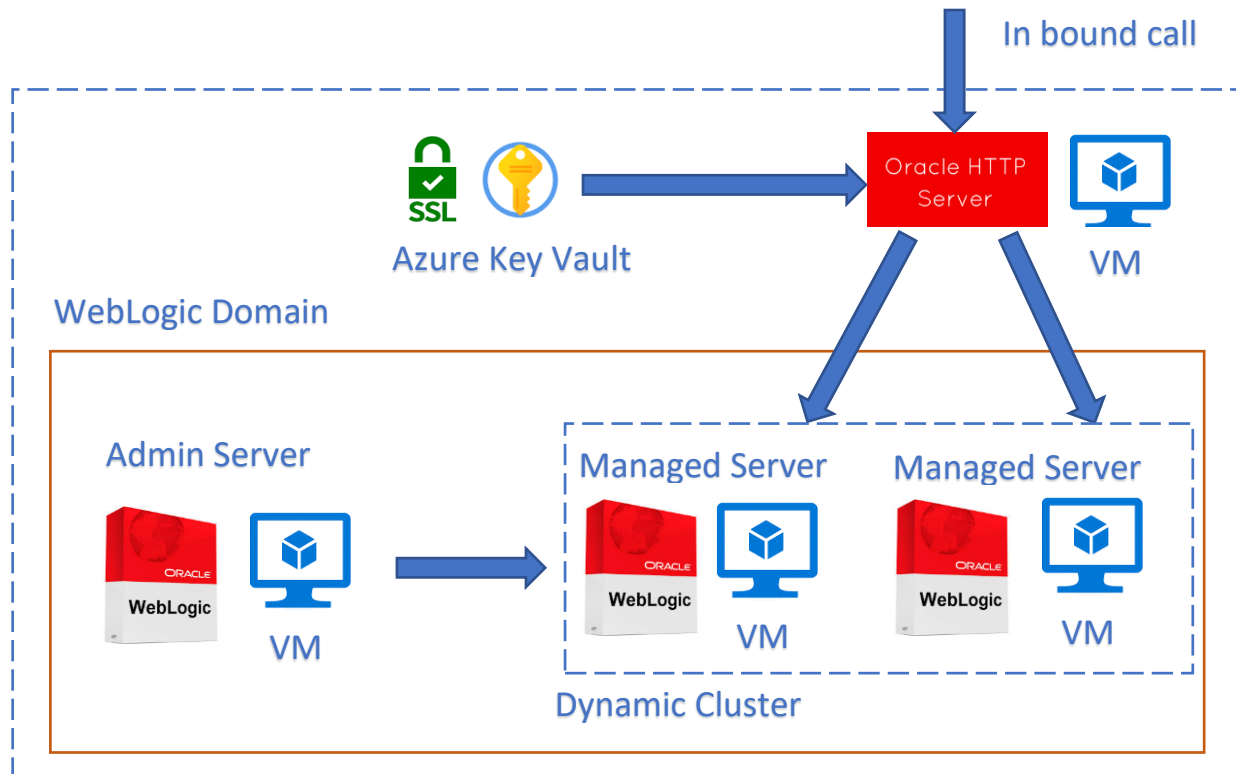 In bound call
Oracle HTTP
Server
SSL
Azure Key Vault
VM
WebLogic Domain
Admin Server
Managed Server
Managed Server
ORACLE
WebLogic
VM
ORACLE
WebLogic
VM
ORACLE
WebLogic
VM
Dynamic Cluster